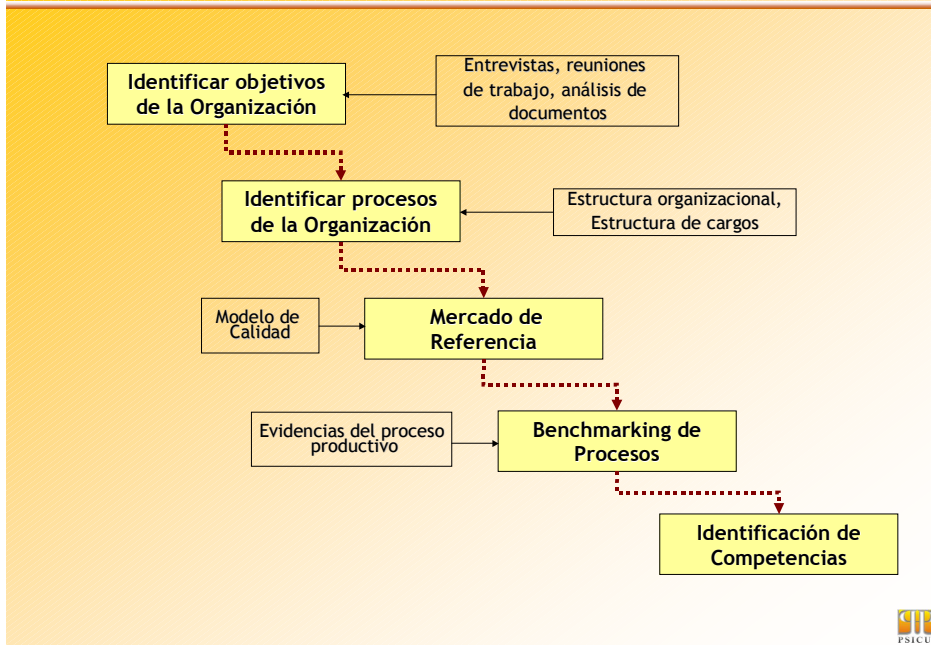 Identificar objetivos
de la Organización
Entrevistas, reuniones
de trabajo, análisis de
documentos
Identificar procesos
de la Organización
Estructura organizacional,
Estructura de cargos
Modelo de
Calidad
Mercado de
Referencia
Evidencias del proceso
productivo
Benchmarking de
Procesos
Identificación de
Competencias